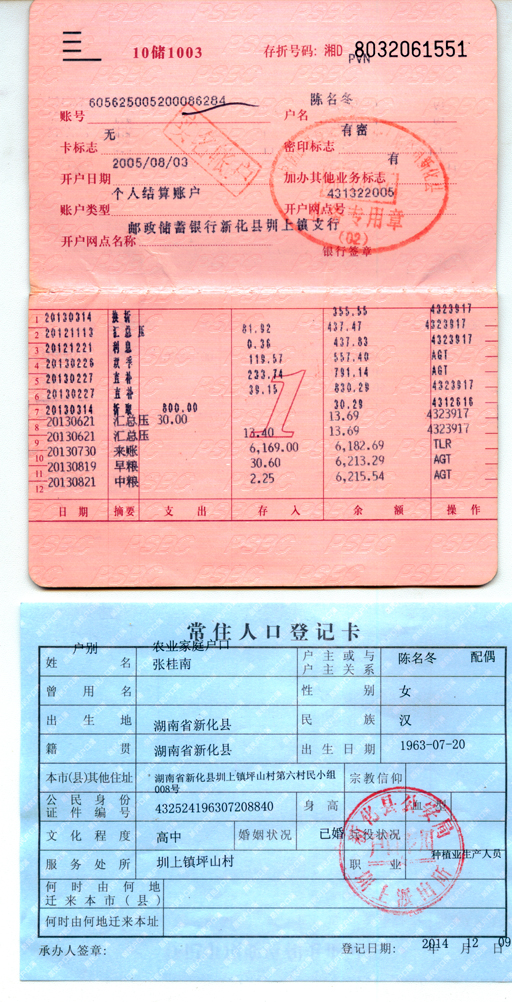 10储1003 存折号码: 湘D 8032061551
PVN
账号 605625005200086284 户名 陈名冬
卡标志 无 密印标志 有密
开户日期 2005/08/03 加办其他业务标志 有
账户类型 个人结算账户 开户网点号 431322005
开户网点名称 邮政储蓄银行新化县圳上镇支行
银行签章
专用章
(02)
1 20130314 换折 355.55 4323917
2 20121113 汇总压 81.92 437.47 4323917
3 20121221 利息 0.36 437.83 4323917
4 20130226 119.57 557.40 AGT
5 20130227 直补 233.74 791.14 AGT
6 20130227 直补 39.15 830.29 4323917
7 20130314 800.00 30.29 4312616
8 20130621 汇总压 30.00 13.69 4323917
9 20130621 汇总压 13.40 13.69 4323917
10 20130730 来账 6,169.00 6,182.69 TLR
11 20130819 早粮 30.60 6,213.29 AGT
12 20130821 中粮 2.25 6,215.54 AGT
日期 摘要 支出 存入 余额 操作
1
常住人口登记卡
户别 农业家庭户口
姓名 张桂南 户主或与户主关系 陈名冬 配偶
曾用名 性别 女
出生地 湖南省新化县 民族 汉
籍贯 湖南省新化县 出生日期 1963-07-20
本市(县)其他住址 湖南省新化县圳上镇坪山村第六村民小组008号 宗教信仰
公民身份证件编号 432524196307208840 身高
文化程度 高中 婚姻状况 已婚 兵役状况
服务处所 圳上镇坪山村 职业 种植业生产人员
何时由何地迁来本市(县)
何时由何地迁来本址
承办人签章: 登记日期: 2014 年 12 月 09